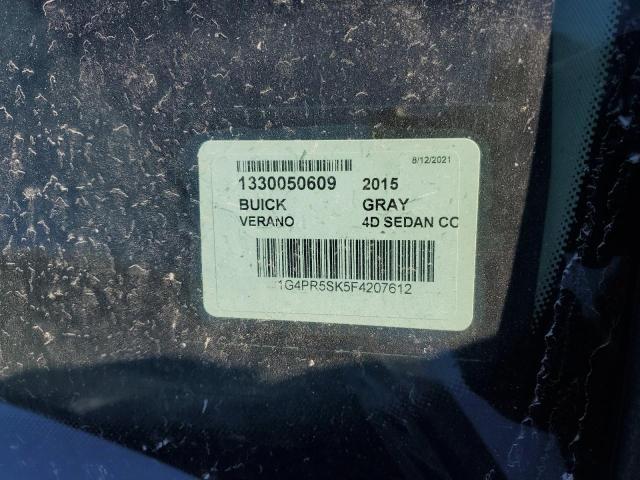 8/12/2021
1330050609 2015
BUICK GRAY
VERANO 4D SEDAN CC
1G4PR5SK5F4207612